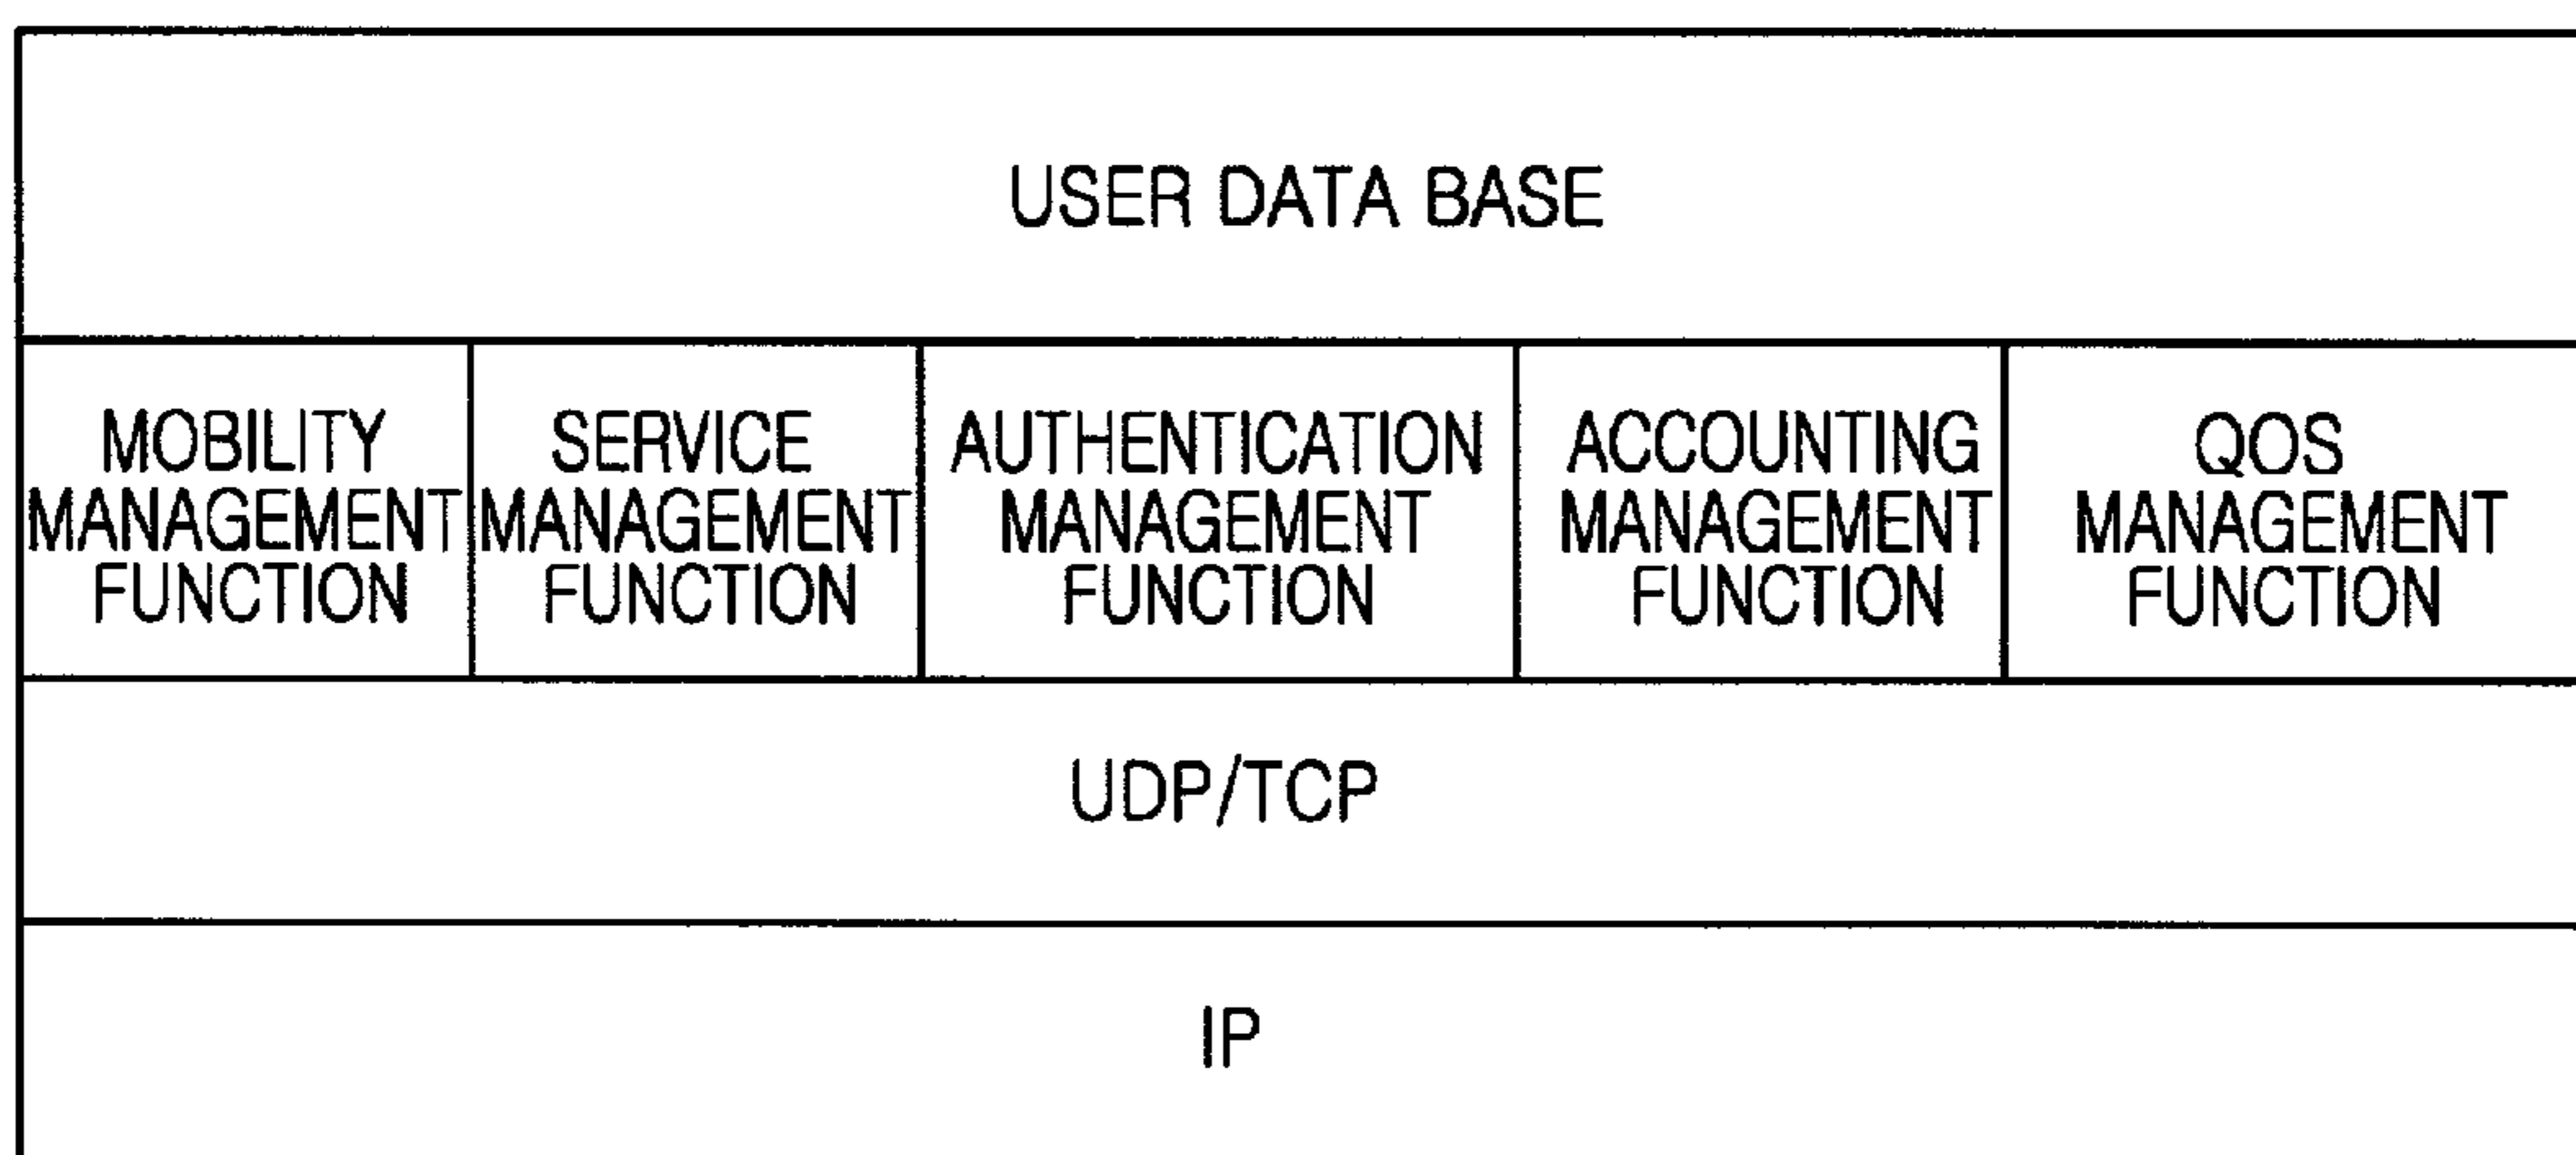 USER DATA BASE
MOBILITY
MANAGEMENT
FUNCTION
SERVICE
MANAGEMENT
FUNCTION
AUTHENTICATION
MANAGEMENT
FUNCTION
ACCOUNTING
MANAGEMENT
FUNCTION
QOS
MANAGEMENT
FUNCTION
UDP/TCP
IP